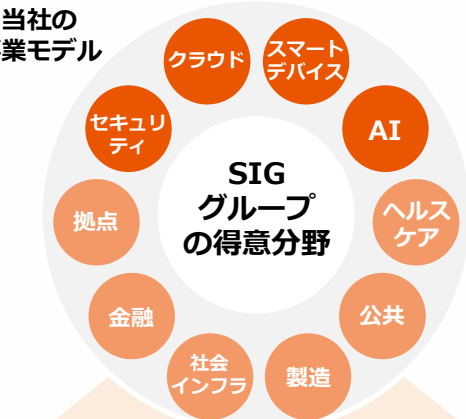 当社の
業モデル
クラウド
スマート
デバイス
セキュリ
ティ
AI
SIG
グループ
の得意分野
拠点
ヘルス
ケア
金融
公共
社会
インフラ
製造